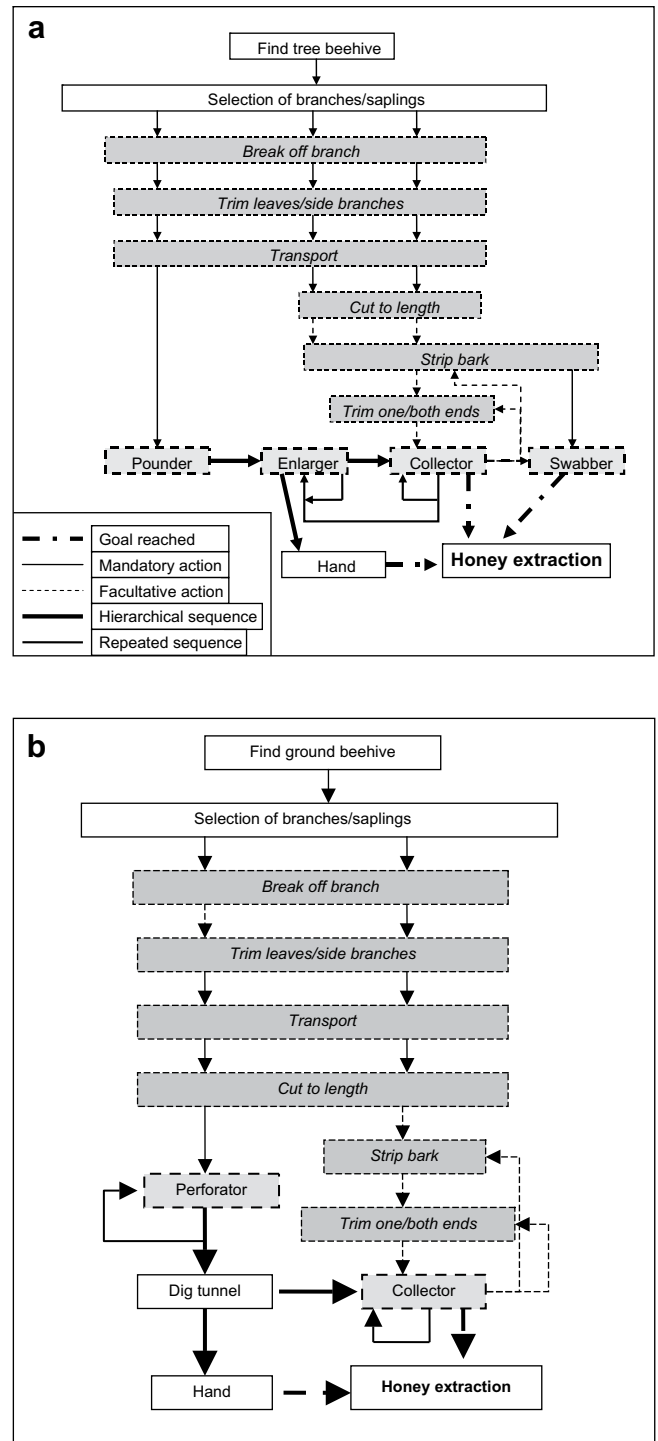 a
Find tree beehive
Selection of branches/saplings
Break off branch
Trim leaves/side branches
Transport
Cut to length
Strip bark
Trim one/both ends
Pounder
Enlarger
Collector
Swabber
Hand
Honey extraction
Goal reached
Mandatory action
Facultative action
Hierarchical sequence
Repeated sequence
b
Find ground beehive
Selection of branches/saplings
Break off branch
Trim leaves/side branches
Transport
Cut to length
Strip bark
Perforator
Trim one/both ends
Dig tunnel
Collector
Hand
Honey extraction